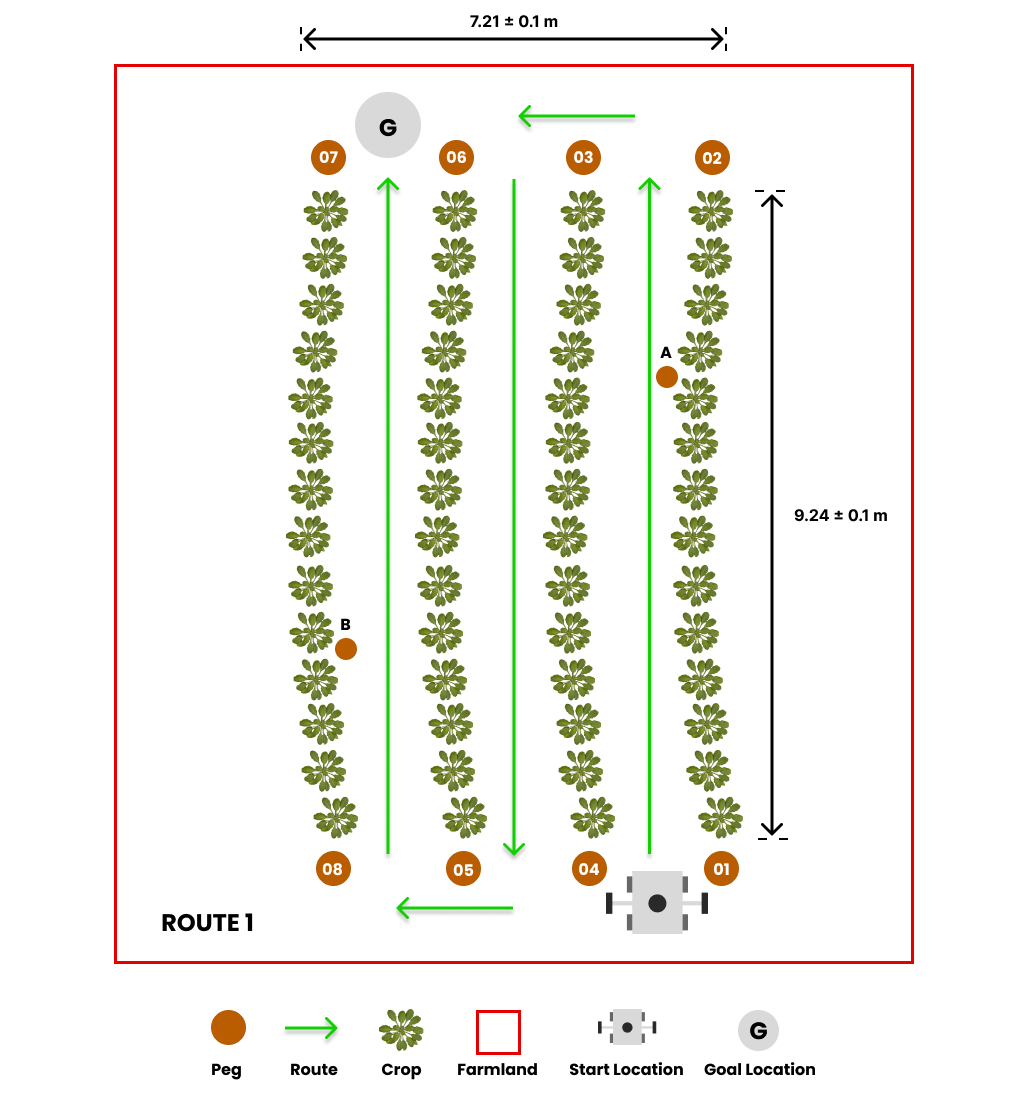 7.21 ± 0.1 m
G
07
06
03
02
A
9.24 ± 0.1 m
B
08
05
04
01
ROUTE 1
G
Peg
Route
Crop
Farmland
Start Location
Goal Location